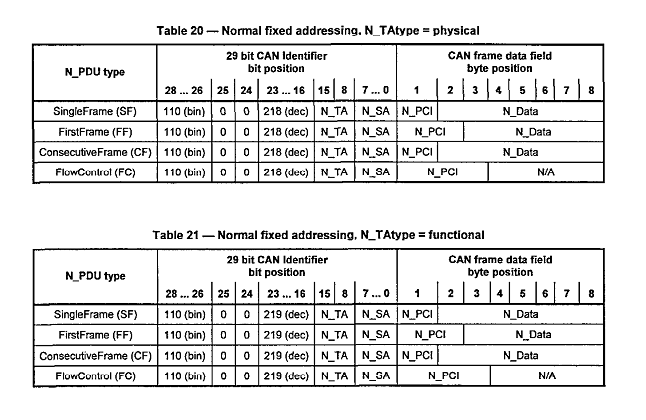 Table 20 — Normal fixed addressing, N_TAtype = physical
N_PDU type 29 bit CAN Identifier bit position CAN frame data field byte position
28 ... 26 25 24 23 ... 16 15 8 7 ... 0 1 2 3 4 5 6 7 8
SingleFrame (SF) 110 (bin) 0 0 218 (dec) N_TA N_SA N_PCI N_Data
FirstFrame (FF) 110 (bin) 0 0 218 (dec) N_TA N_SA N_PCI N_Data
ConsecutiveFrame (CF) 110 (bin) 0 0 218 (dec) N_TA N_SA N_PCI N_Data
FlowControl (FC) 110 (bin) 0 0 218 (dec) N_TA N_SA N_PCI N/A
Table 21 — Normal fixed addressing, N_TAtype = functional
N_PDU type 29 bit CAN Identifier bit position CAN frame data field byte position
28 ... 26 25 24 23 ... 16 15 8 7 ... 0 1 2 3 4 5 6 7 8
SingleFrame (SF) 110 (bin) 0 0 219 (dec) N_TA N_SA N_PCI N_Data
FirstFrame (FF) 110 (bin) 0 0 219 (dec) N_TA N_SA N_PCI N_Data
ConsecutiveFrame (CF) 110 (bin) 0 0 219 (dec) N_TA N_SA N_PCI N_Data
FlowControl (FC) 110 (bin) 0 0 219 (dec) N_TA N_SA N_PCI N/A